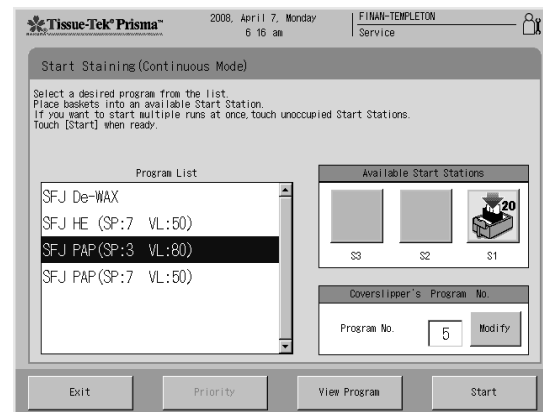 Tissue-Tek® Prisma™
2008, April 7, Monday
6 16 am
FINAN-TEMPLETON
Service
Start Staining(Continuous Mode)
Select a desired program from the list.
Place baskets into an available Start Station.
If you want to start multiple runs at once,touch unoccupied Start Stations.
Touch [Start] when ready.
Program List
SFJ De-WAX
SFJ HE (SP:7 VL:50)
SFJ PAP(SP:3 VL:80)
SFJ PAP(SP:7 VL:50)
Available Start Stations
20
S3 S2 S1
Coverslipper's Program No.
Program No. 5 Modify
Exit Priority View Program Start